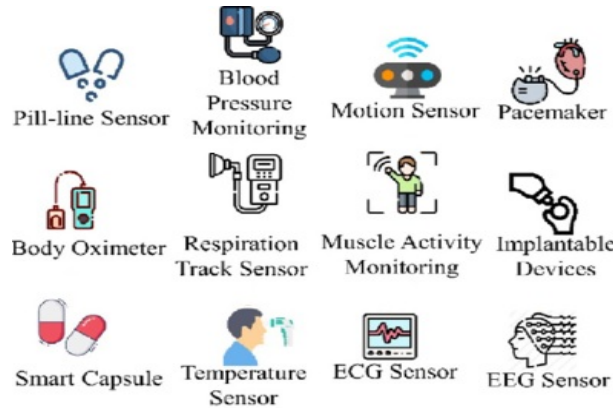 Pill-line Sensor
Blood
Pressure
Monitoring
Motion Sensor
Pacemaker
Body Oximeter
Respiration
Track Sensor
Muscle Activity
Monitoring
Implantable
Devices
Smart Capsule
Temperature
Sensor
ECG Sensor
EEG Sensor